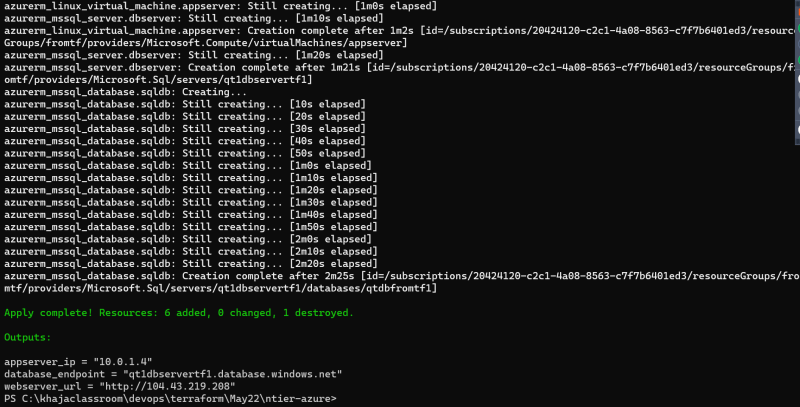 azurerm_linux_virtual_machine.appserver: Still creating... [1m0s elapsed]
azurerm_mssql_server.dbserver: Still creating... [1m10s elapsed]
azurerm_linux_virtual_machine.appserver: Creation complete after 1m2s [id=/subscriptions/20424120-c2c1-4a08-8563-c7f7b6401ed3/resource
Groups/fromtf/providers/Microsoft.Compute/virtualMachines/appserver]
azurerm_mssql_server.dbserver: Still creating... [1m20s elapsed]
azurerm_mssql_server.dbserver: Creation complete after 1m21s [id=/subscriptions/20424120-c2c1-4a08-8563-c7f7b6401ed3/resourceGroups/fr
omtf/providers/Microsoft.Sql/servers/qt1dbservertf1]
azurerm_mssql_database.sqldb: Creating...
azurerm_mssql_database.sqldb: Still creating... [10s elapsed]
azurerm_mssql_database.sqldb: Still creating... [20s elapsed]
azurerm_mssql_database.sqldb: Still creating... [30s elapsed]
azurerm_mssql_database.sqldb: Still creating... [40s elapsed]
azurerm_mssql_database.sqldb: Still creating... [50s elapsed]
azurerm_mssql_database.sqldb: Still creating... [1m0s elapsed]
azurerm_mssql_database.sqldb: Still creating... [1m10s elapsed]
azurerm_mssql_database.sqldb: Still creating... [1m20s elapsed]
azurerm_mssql_database.sqldb: Still creating... [1m30s elapsed]
azurerm_mssql_database.sqldb: Still creating... [1m40s elapsed]
azurerm_mssql_database.sqldb: Still creating... [1m50s elapsed]
azurerm_mssql_database.sqldb: Still creating... [2m0s elapsed]
azurerm_mssql_database.sqldb: Still creating... [2m10s elapsed]
azurerm_mssql_database.sqldb: Still creating... [2m20s elapsed]
azurerm_mssql_database.sqldb: Creation complete after 2m25s [id=/subscriptions/20424120-c2c1-4a08-8563-c7f7b6401ed3/resourceGroups/fro
mtf/providers/Microsoft.Sql/servers/qt1dbservertf1/databases/qtdbfromtf1]
Apply complete! Resources: 6 added, 0 changed, 1 destroyed.
Outputs:
appserver_ip = "10.0.1.4"
database_endpoint = "qt1dbservertf1.database.windows.net"
webserver_url = "http://104.43.219.208"
PS C:\khajaclassroom\devops\terraform\May22\ntier-azure>